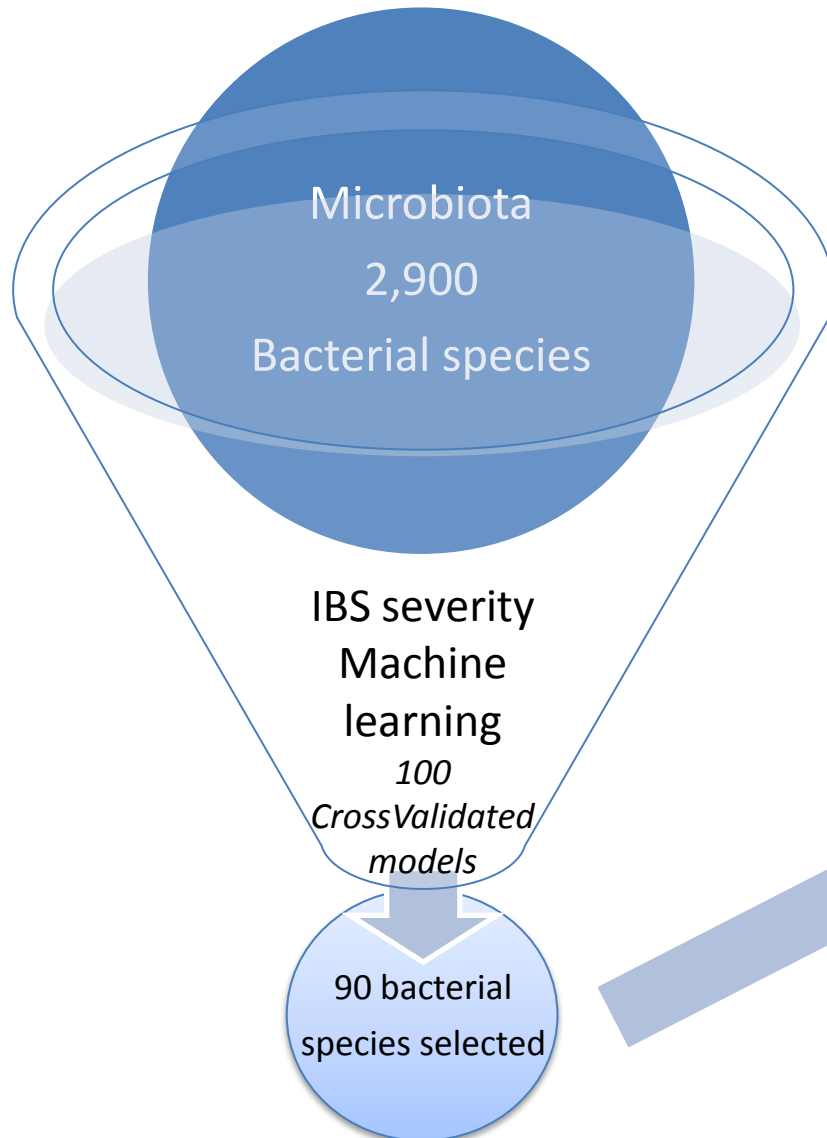 Microbiota
2,900
Bacterial species
IBS severity
Machine
learning
100
CrossValidated
models
90 bacterial
species selected